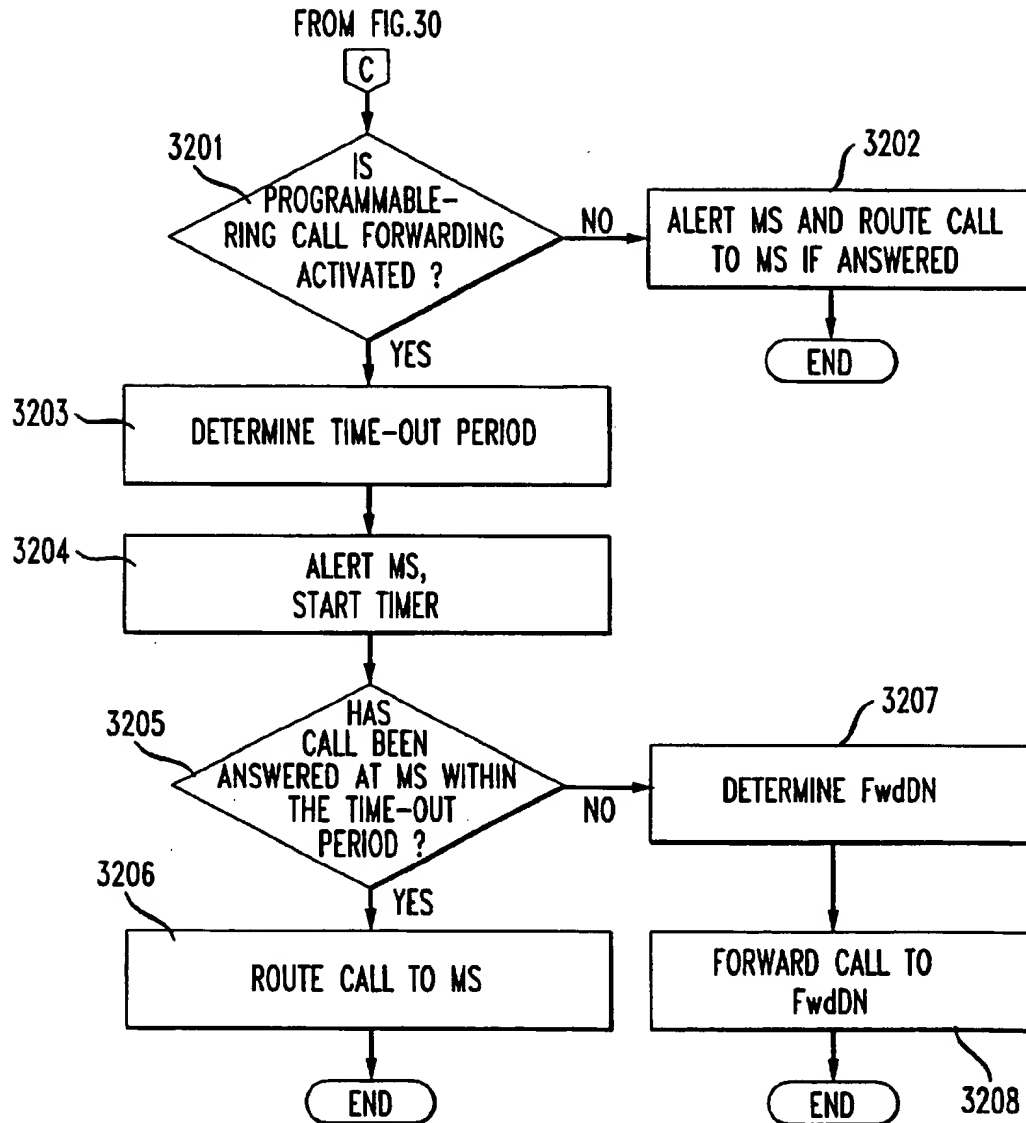 FROM FIG.30
C
3201
IS
PROGRAMMABLE-
RING CALL FORWARDING
ACTIVATED ?
NO
3202
ALERT MS AND ROUTE CALL
TO MS IF ANSWERED
END
YES
3203
DETERMINE TIME-OUT PERIOD
3204
ALERT MS,
START TIMER
3205
HAS
CALL BEEN
ANSWERED AT MS WITHIN
THE TIME-OUT
PERIOD ?
NO
3207
DETERMINE FwdDN
YES
3206
ROUTE CALL TO MS
END
FORWARD CALL TO
FwdDN
3208
END